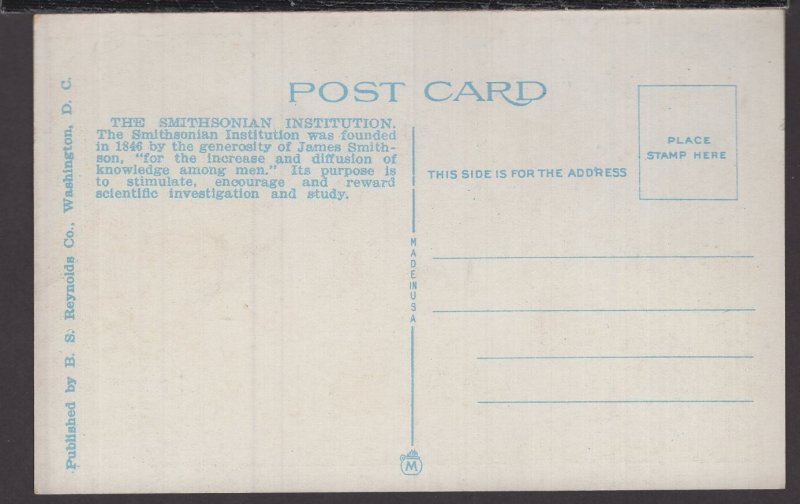 POST CARD
THE SMITHSONIAN INSTITUTION.
The Smithsonian Institution was founded
in 1846 by the generosity of James Smith-
son, "for the increase and diffusion of
knowledge among men." Its purpose is
to stimulate, encourage and reward
scientific investigation and study.
Published by B. S. Reynolds Co., Washington, D. C.
THIS SIDE IS FOR THE ADDRESS
PLACE
STAMP HERE
MADE IN USA
M